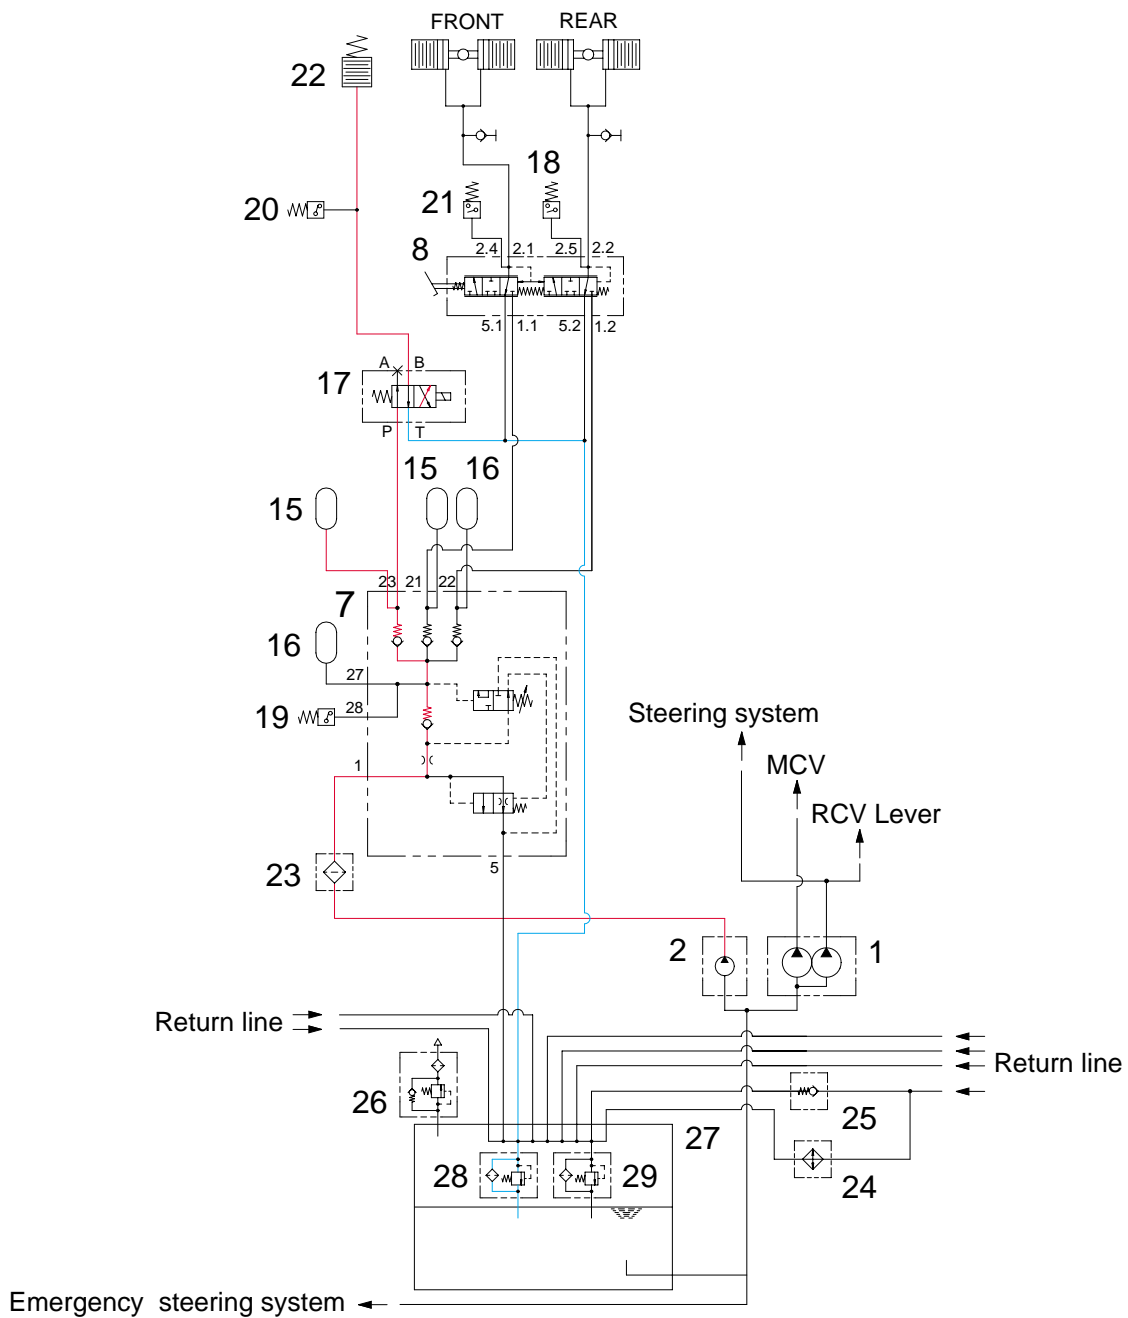 FRONT REAR
22
18
20
21
8
2.4 2.1 2.5 2.2
5.1 1.1 5.2 1.2
A B
17
P T
15 16
15
23 21 22
7
16
27
19
28
Steering system
1
MCV
RCV Lever
23
5
2
1
Return line
Return line
26
25
27
28
29
24
Emergency steering system